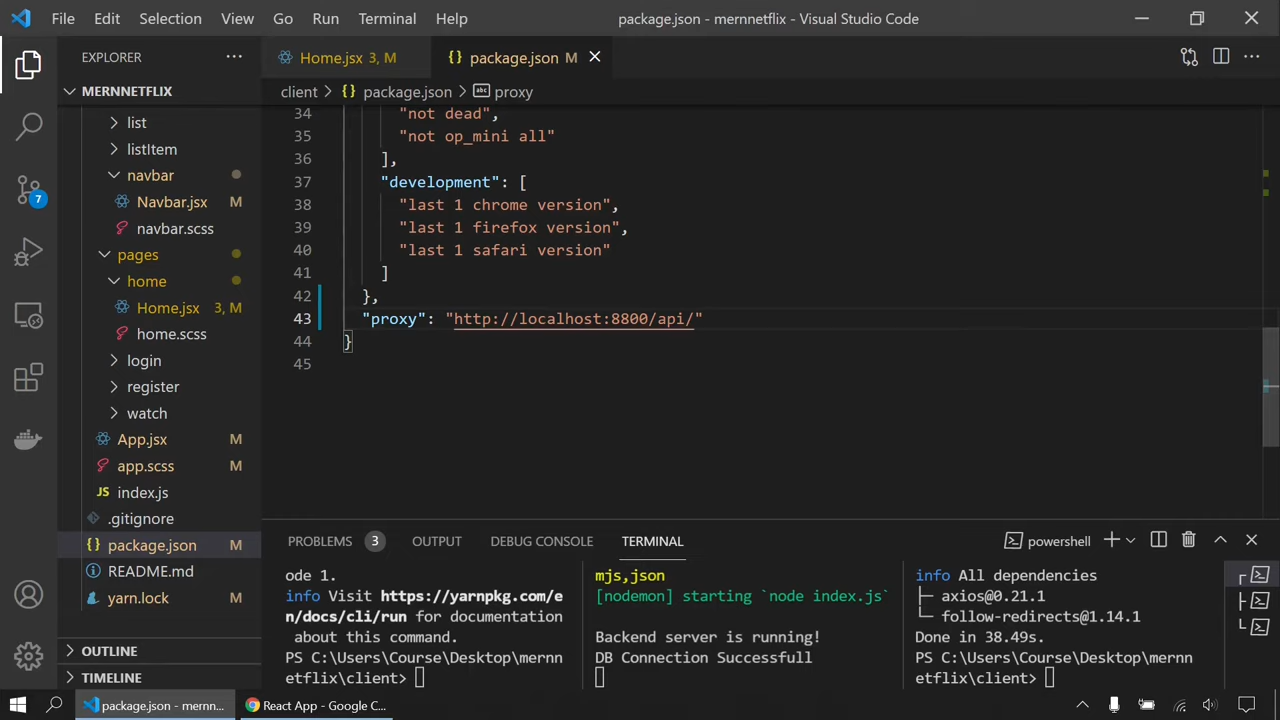 File Edit Selection View Go Run Terminal Help package.json - mernnetflix - Visual Studio Code
EXPLORER
Home.jsx 3, M
{} package.json M
MERNNETFLIX
client > {} package.json > abc proxy
list
listItem
navbar
Navbar.jsx M
navbar.scss
pages
home
Home.jsx 3, M
home.scss
login
register
watch
App.jsx M
app.scss M
JS index.js
.gitignore
{} package.json M
README.md
yarn.lock
OUTLINE
TIMELINE
7
34 "not dead",
35 "not op_mini all"
36 ],
37 "development": [
38 "last 1 chrome version",
39 "last 1 firefox version",
40 "last 1 safari version"
41 ]
42 },
43 "proxy": "http://localhost:8800/api/"
44 }
45
PROBLEMS 3 OUTPUT DEBUG CONSOLE TERMINAL powershell
ode 1.
info Visit https://yarnpkg.com/e
n/docs/cli/run for documentation
about this command.
PS C:\Users\Course\Desktop\mernn
etflix\client>
mjs,json
[nodemon] starting `node index.js`
Backend server is running!
DB Connection Successfull
info All dependencies
├─ axios@0.21.1
└─ follow-redirects@1.14.1
Done in 38.49s.
PS C:\Users\Course\Desktop\mernn
etflix\client>
package.json - mernn...
React App - Google C...